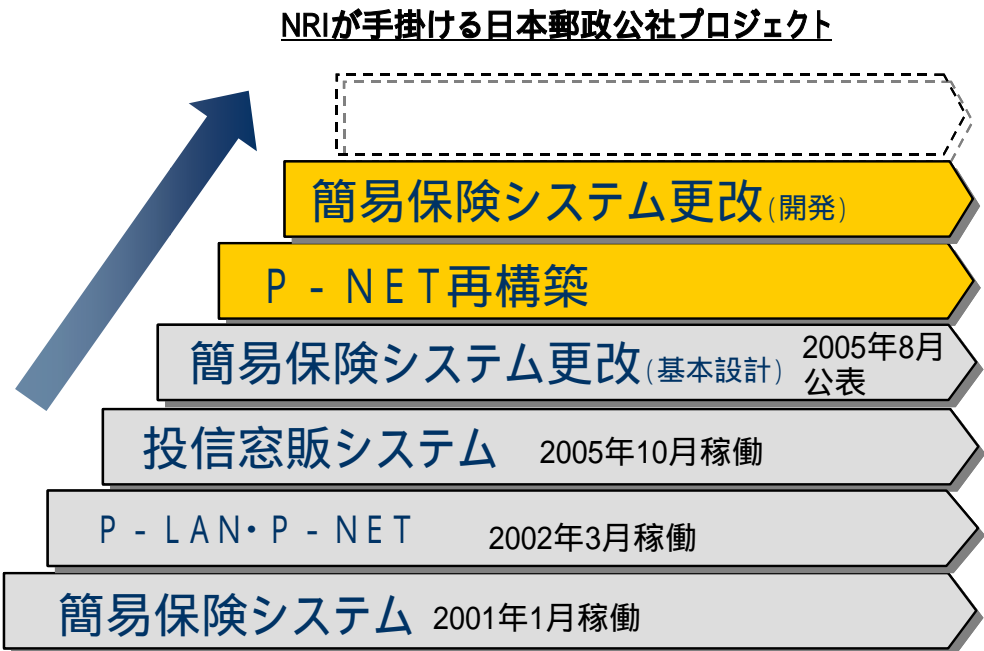 NRIが手掛ける日本郵政公社プロジェクト
簡易保険システム更改(開発)
P-NET再構築
簡易保険システム更改(基本設計) 2005年8月
公表
投信窓販システム 2005年10月稼働
P-LAN・P-NET 2002年3月稼働
簡易保険システム 2001年1月稼働